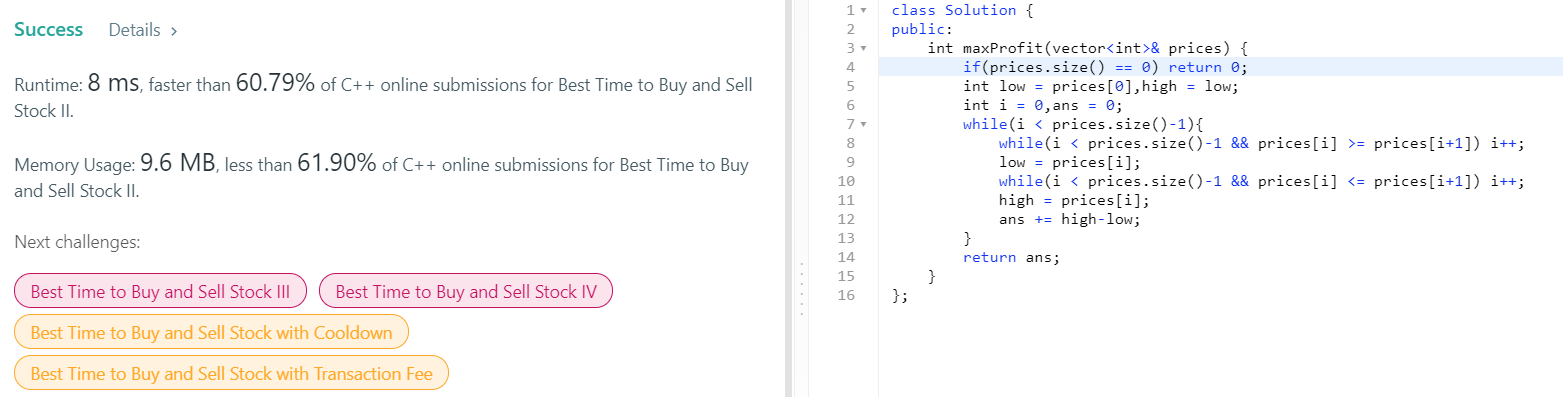 Success Details >
Runtime: 8 ms, faster than 60.79% of C++ online submissions for Best Time to Buy and Sell
Stock II.
Memory Usage: 9.6 MB, less than 61.90% of C++ online submissions for Best Time to Buy
and Sell Stock II.
Next challenges:
Best Time to Buy and Sell Stock III Best Time to Buy and Sell Stock IV
Best Time to Buy and Sell Stock with Cooldown
Best Time to Buy and Sell Stock with Transaction Fee
1 class Solution {
2 public:
3     int maxProfit(vector<int>& prices) {
4         if(prices.size() == 0) return 0;
5         int low = prices[0],high = low;
6         int i = 0,ans = 0;
7         while(i < prices.size()-1){
8             while(i < prices.size()-1 && prices[i] >= prices[i+1]) i++;
9             low = prices[i];
10             while(i < prices.size()-1 && prices[i] <= prices[i+1]) i++;
11             high = prices[i];
12             ans += high-low;
13         }
14         return ans;
15     }
16 };